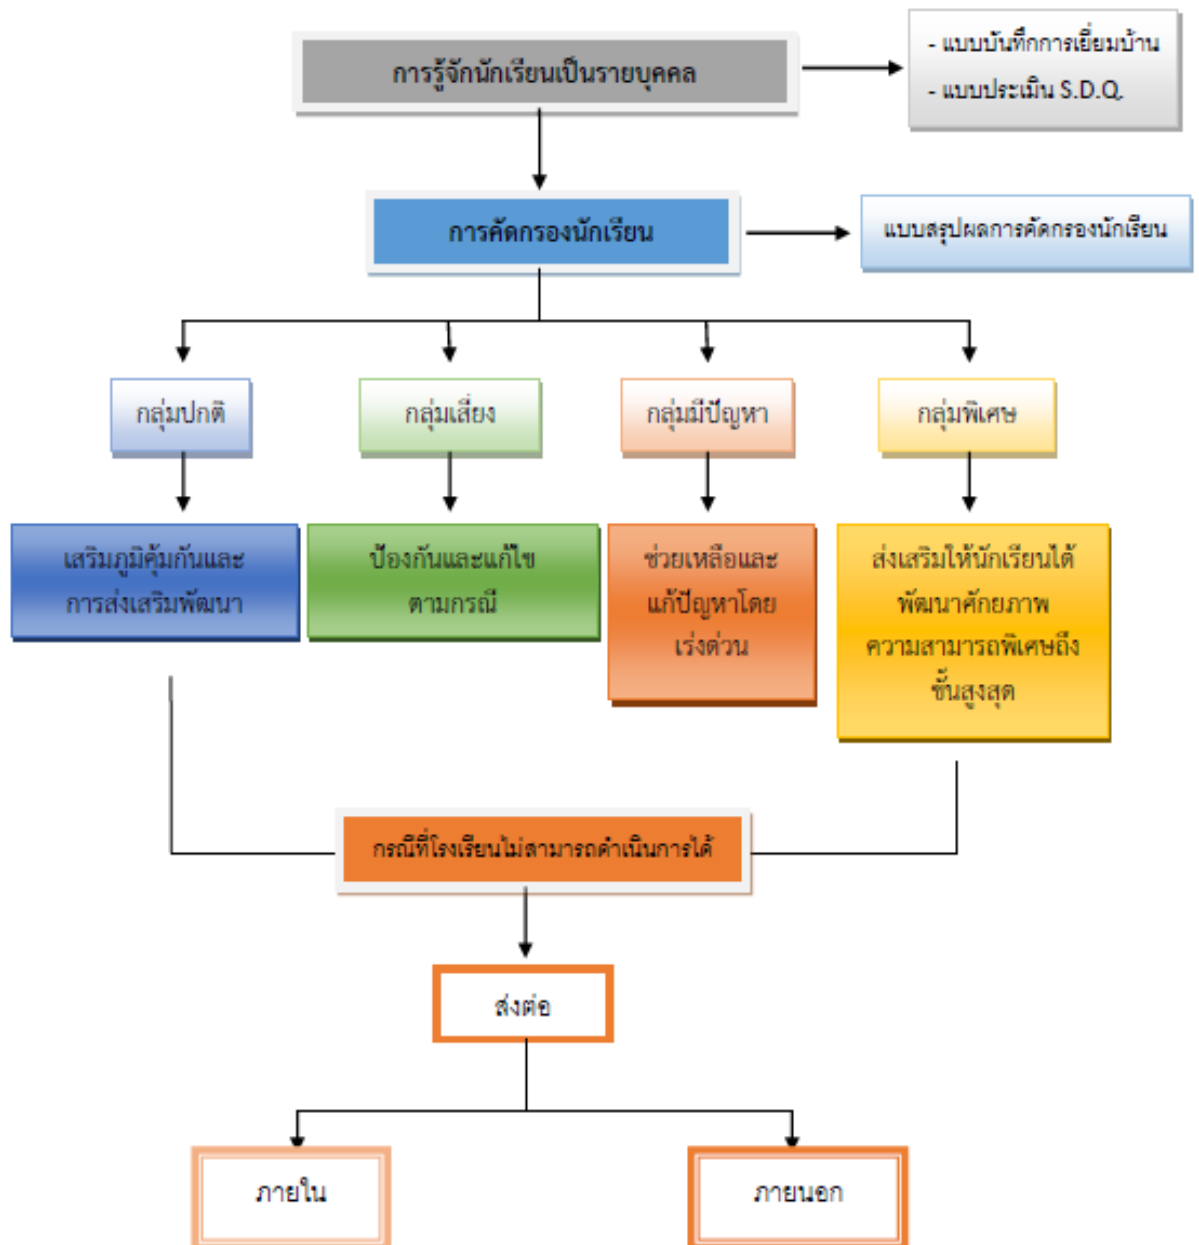 การรู้จักนักเรียนเป็นรายบุคคล
- แบบบันทึกการเยี่ยมบ้าน
- แบบประเมิน S.D.Q.
การคัดกรองนักเรียน
แบบสรุปผลการคัดกรองนักเรียน
กลุ่มปกติ
กลุ่มเสี่ยง
กลุ่มมีปัญหา
กลุ่มพิเศษ
เสริมภูมิคุ้มกันและ
การส่งเสริมพัฒนา
ป้องกันและแก้ไข
ตามกรณี
ช่วยเหลือและ
แก้ปัญหาโดย
เร่งด่วน
ส่งเสริมให้นักเรียนได้
พัฒนาศักยภาพ
ความสามารถพิเศษถึง
ขั้นสูงสุด
กรณีที่โรงเรียนไม่สามารถดำเนินการได้
ส่งต่อ
ภายใน
ภายนอก